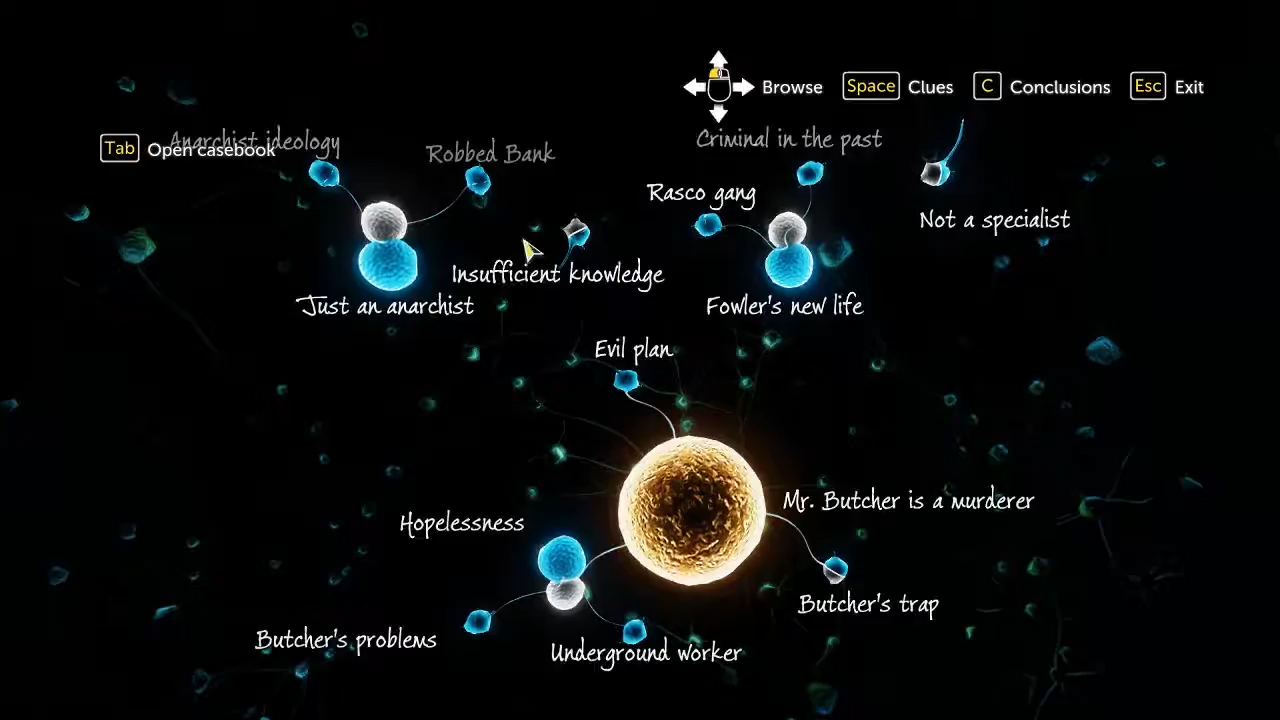 Browse
Space Clues
C Conclusions
Esc Exit
Tab Open casebook
Anarchist ideology
Robbed Bank
Criminal in the past
Rasco gang
Not a specialist
Insufficient knowledge
Just an anarchist
Fowler's new life
Evil plan
Mr. Butcher is a murderer
Hopelessness
Butcher's trap
Butcher's problems
Underground worker